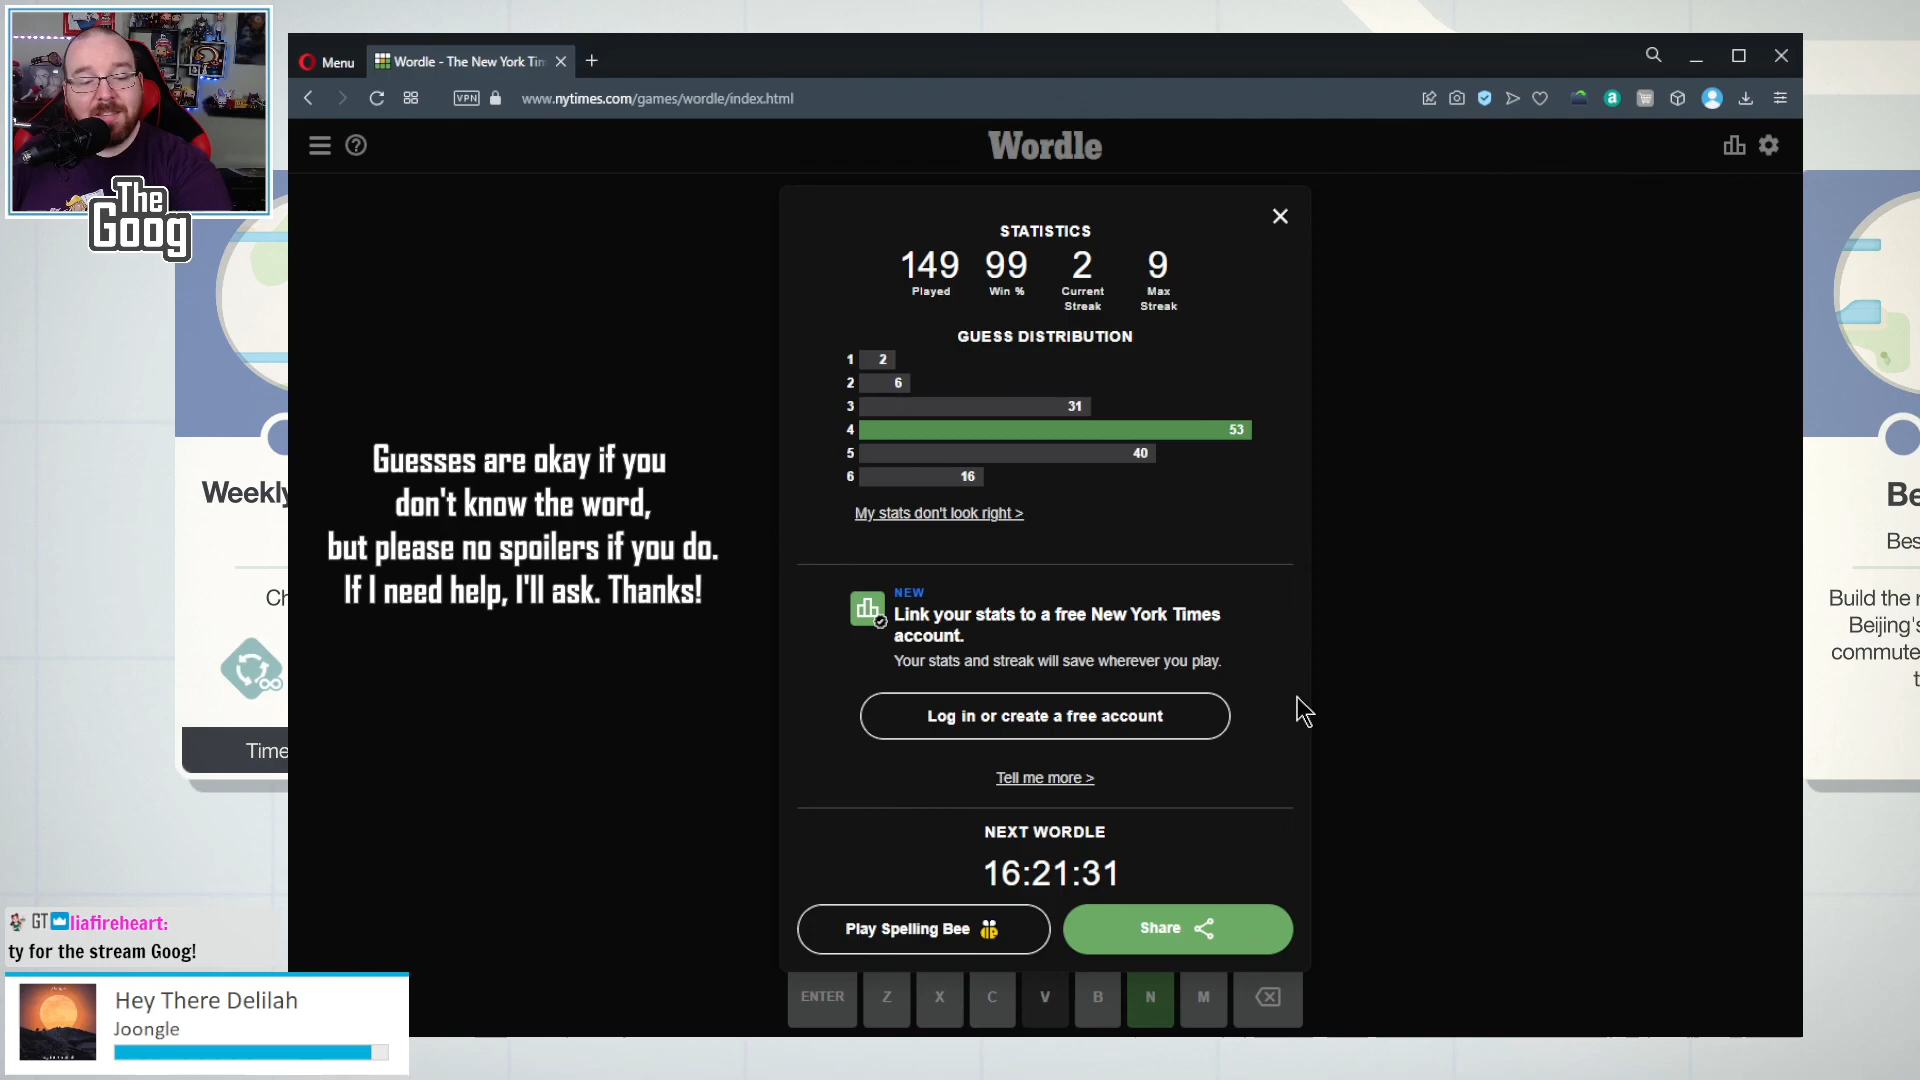 The
Goog
Menu
Wordle - The New York Tim
VPN
www.nytimes.com/games/wordle/index.html
Wordle
STATISTICS
149
Played
99
Win %
2
Current
Streak
9
Max
Streak
GUESS DISTRIBUTION
1 2
2 6
3 31
4 53
5 40
6 16
My stats don't look right >
NEW
Link your stats to a free New York Times
account.
Your stats and streak will save wherever you play.
Log in or create a free account
Tell me more >
NEXT WORDLE
16:21:31
Play Spelling Bee
Share
ENTER Z X C V B N M
Guesses are okay if you
don't know the word,
but please no spoilers if you do.
If I need help, I'll ask. Thanks!
Weekly
Ch
Time
Be
Bes
Build the
Beijing's
commute
t
GT liafireheart:
ty for the stream Goog!
Hey There Delilah
Joongle